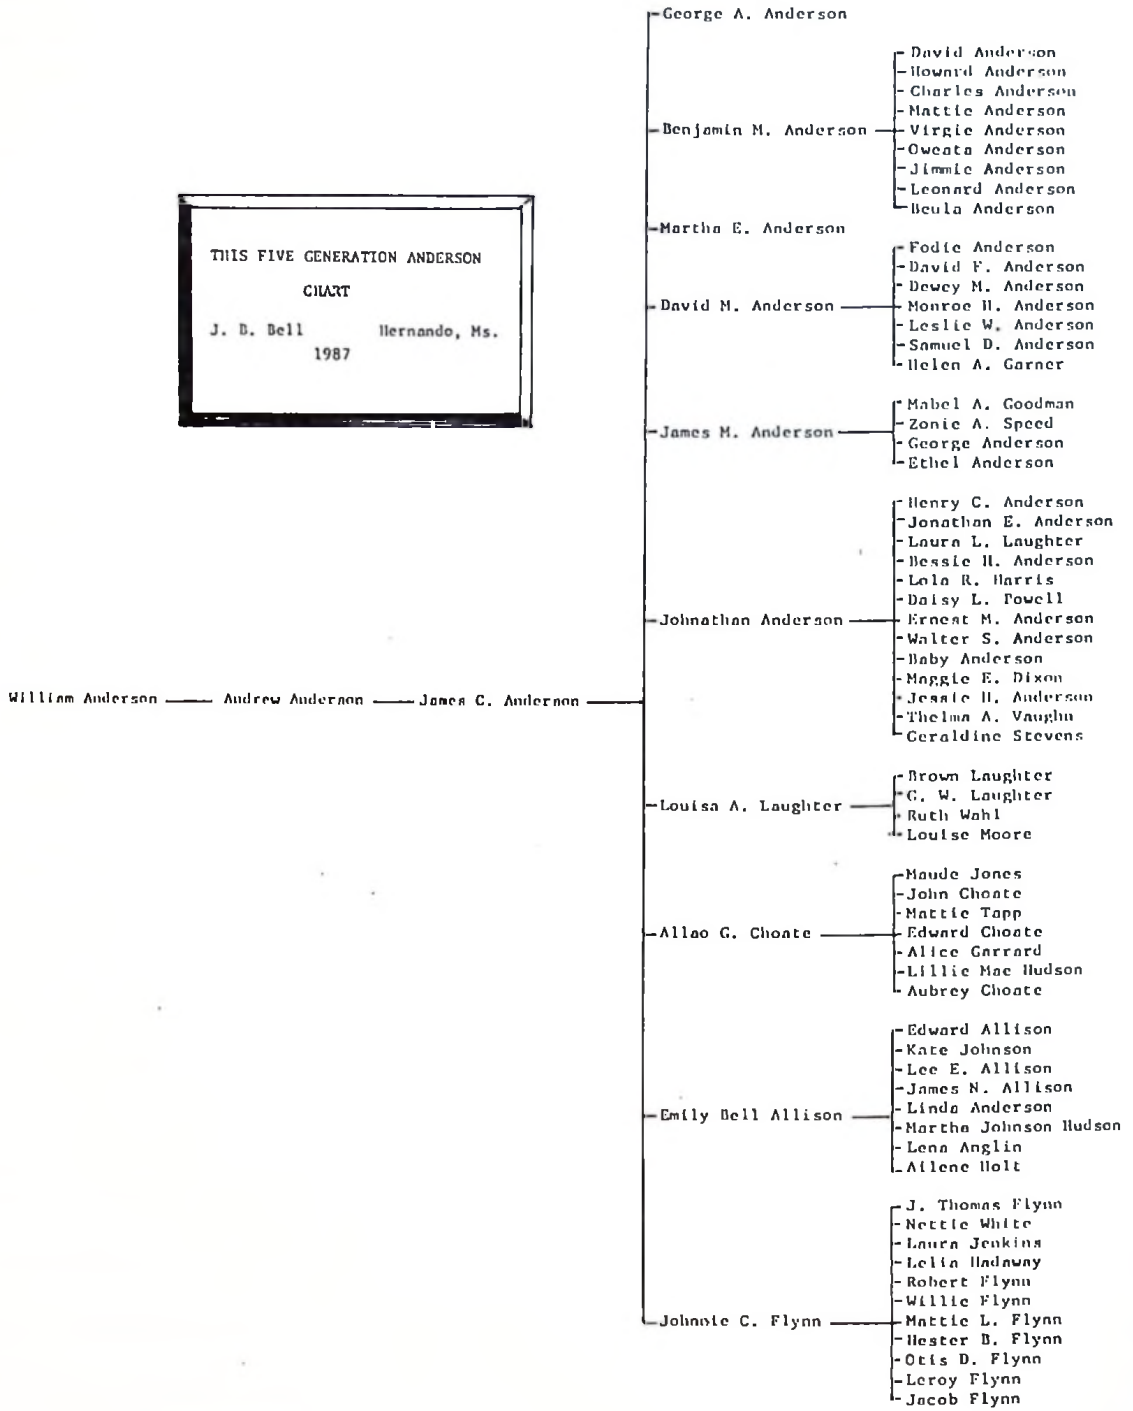 George A. Anderson
David Anderson
Howard Anderson
Charles Anderson
Mattie Anderson
Benjamin M. Anderson
Virgie Anderson
Oweata Anderson
Jimmie Anderson
Leonard Anderson
Beula Anderson
Martha E. Anderson
THIS FIVE GENERATION ANDERSON
CHART
J. B. Bell Hernando, Ms.
1987
Fodie Anderson
David F. Anderson
Dewey M. Anderson
David M. Anderson
Monroe H. Anderson
Leslie W. Anderson
Samuel D. Anderson
Helen A. Garner
Mabel A. Goodman
Zonie A. Speed
James M. Anderson
George Anderson
Ethel Anderson
Henry C. Anderson
Jonathan E. Anderson
Laura L. Laughter
Bessie H. Anderson
Lola R. Harris
Daisy L. Powell
Johnathan Anderson
Ernest M. Anderson
Walter S. Anderson
Baby Anderson
Maggie E. Dixon
Jessie H. Anderson
Thelma A. Vaughn
Geraldine Stevens
William Anderson
Andrew Anderson
James C. Anderson
Brown Laughter
G. W. Laughter
Louisa A. Laughter
Ruth Wahl
Louise Moore
Maude Jones
John Choate
Mattie Tapp
Allao G. Choate
Edward Choate
Alice Garrard
Lillie Mae Hudson
Aubrey Choate
Edward Allison
Kate Johnson
Lee E. Allison
James N. Allison
Emily Bell Allison
Linda Anderson
Martha Johnson Hudson
Lena Anglin
Ailene Holt
J. Thomas Flynn
Nettie White
Laura Jenkins
Lelia Hadaway
Robert Flynn
Willie Flynn
Johnnie C. Flynn
Mattie L. Flynn
Hester B. Flynn
Otis D. Flynn
Leroy Flynn
Jacob Flynn